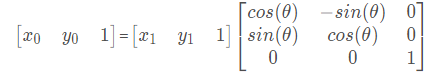 [x₀ y₀ 1]=[x₁ y₁ 1] [cos(θ) −sin(θ) 0
sin(θ) cos(θ) 0
0 0 1]